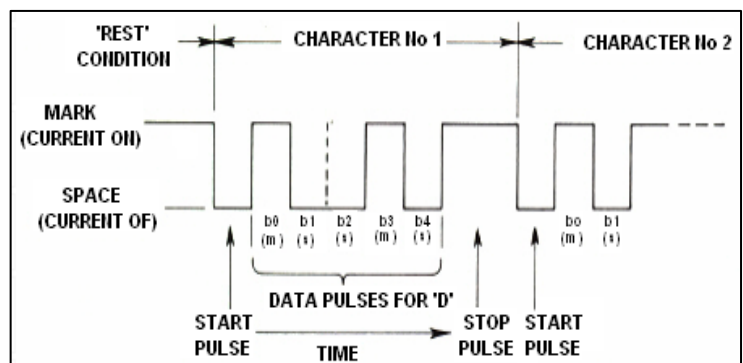 'REST'
CONDITION
CHARACTER No 1
CHARACTER No 2
MARK
(CURRENT ON)
SPACE
(CURRENT OF)
b0 b1 b2 b3 b4 bo b1
(m) (s) (s) (m) (s) (m) (s)
DATA PULSES FOR 'D'
START
PULSE
TIME
STOP
PULSE
START
PULSE